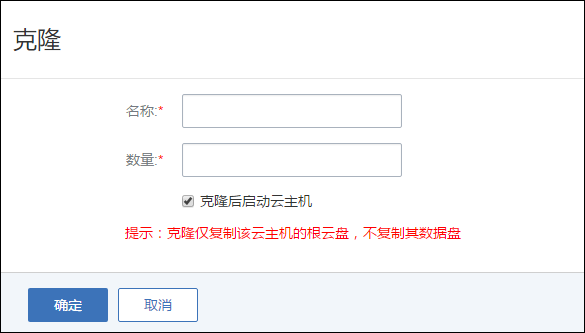 克隆
名称:*
数量:*
克隆后启动云主机
提示：克隆仅复制该云主机的根云盘，不复制其数据盘
确定 取消